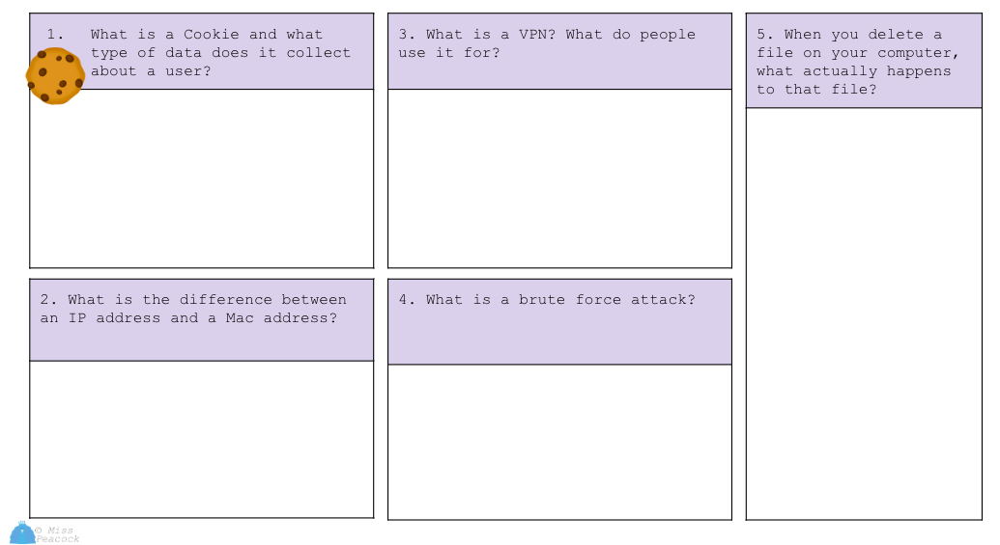 1. What is a Cookie and what
type of data does it collect
about a user?
2. What is the difference between
an IP address and a Mac address?
3. What is a VPN? What do people
use it for?
4. What is a brute force attack?
5. When you delete a
file on your computer,
what actually happens
to that file?
© Miss
Peacock